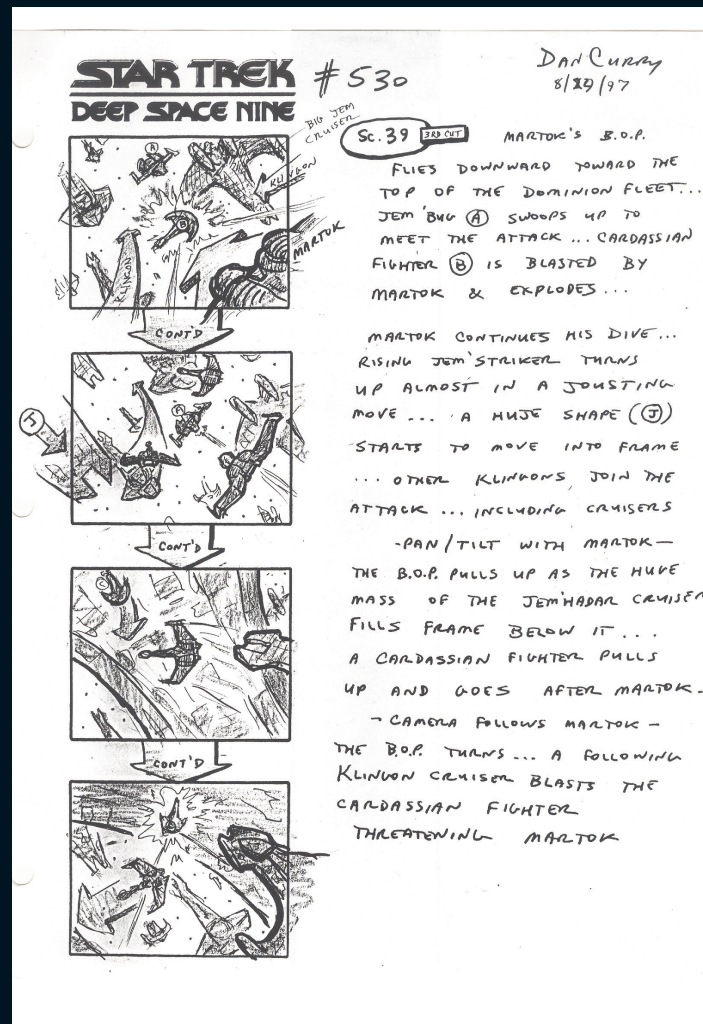 STAR TREK
DEEP SPACE NINE
#530
DAN CURRY
8/22/97
BIG JEM
CRUISER
KLINGON
MARTOK
A
B
KLINGON
CONT'D
J
A
CONT'D
C
CONT'D
SC. 39 3RD CUT MARTOK'S B.O.P.
FLIES DOWNWARD TOWARD THE
TOP OF THE DOMINION FLEET...
JEM'BUG A SWOOPS UP TO
MEET THE ATTACK... CARDASSIAN
FIGHTER B IS BLASTED BY
MARTOK & EXPLODES...
MARTOK CONTINUES HIS DIVE...
RISING JEM'STRIKER TURNS
UP ALMOST IN A JOUSTING
MOVE... A HUJE SHAPE (J)
STARTS TO MOVE INTO FRAME
... OTHER KLINGONS JOIN THE
ATTACK... INCLUDING CRUISERS
-PAN/TILT WITH MARTOK-
THE B.O.P. PULLS UP AS THE HUGE
MASS OF THE JEM'HADAR CRUISER
FILLS FRAME BELOW IT...
A CARDASSIAN FIGHTER PULLS
UP AND GOES AFTER MARTOK-
- CAMERA FOLLOWS MARTOK -
THE B.O.P. TURNS... A FOLLOWING
KLINGON CRUISER BLASTS THE
CARDASSIAN FIGHTER
THREATENING MARTOK